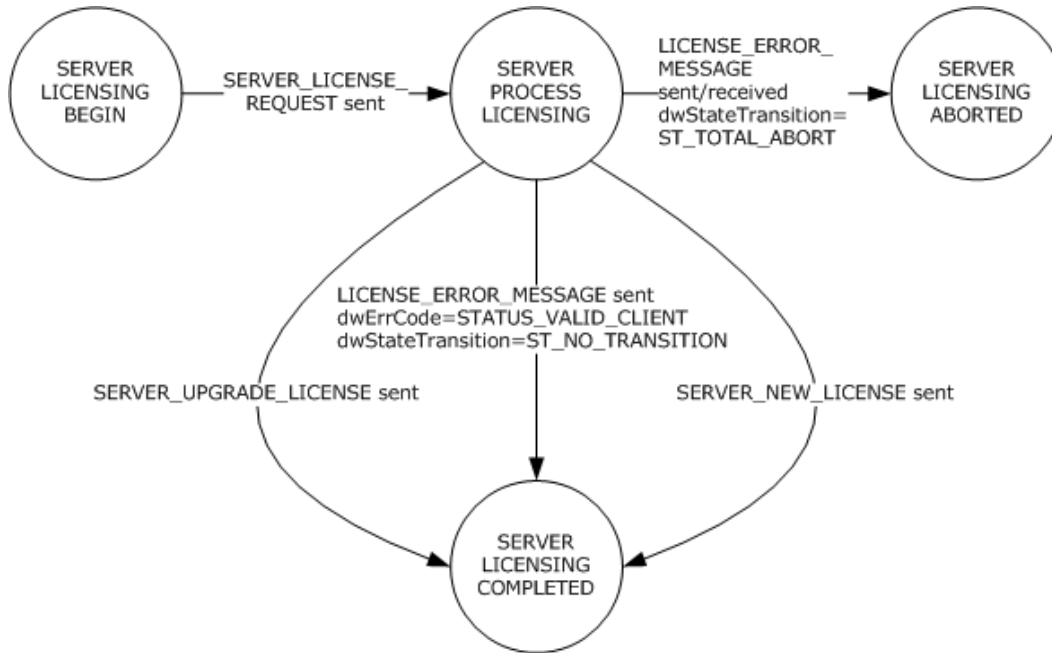 SERVER
LICENSING
BEGIN
SERVER_LICENSE_
REQUEST sent
SERVER
PROCESS
LICENSING
LICENSE_ERROR_
MESSAGE
sent/received
dwStateTransition=
ST_TOTAL_ABORT
SERVER
LICENSING
ABORTED
LICENSE_ERROR_MESSAGE sent
dwErrCode=STATUS_VALID_CLIENT
dwStateTransition=ST_NO_TRANSITION
SERVER_UPGRADE_LICENSE sent
SERVER_NEW_LICENSE sent
SERVER
LICENSING
COMPLETED